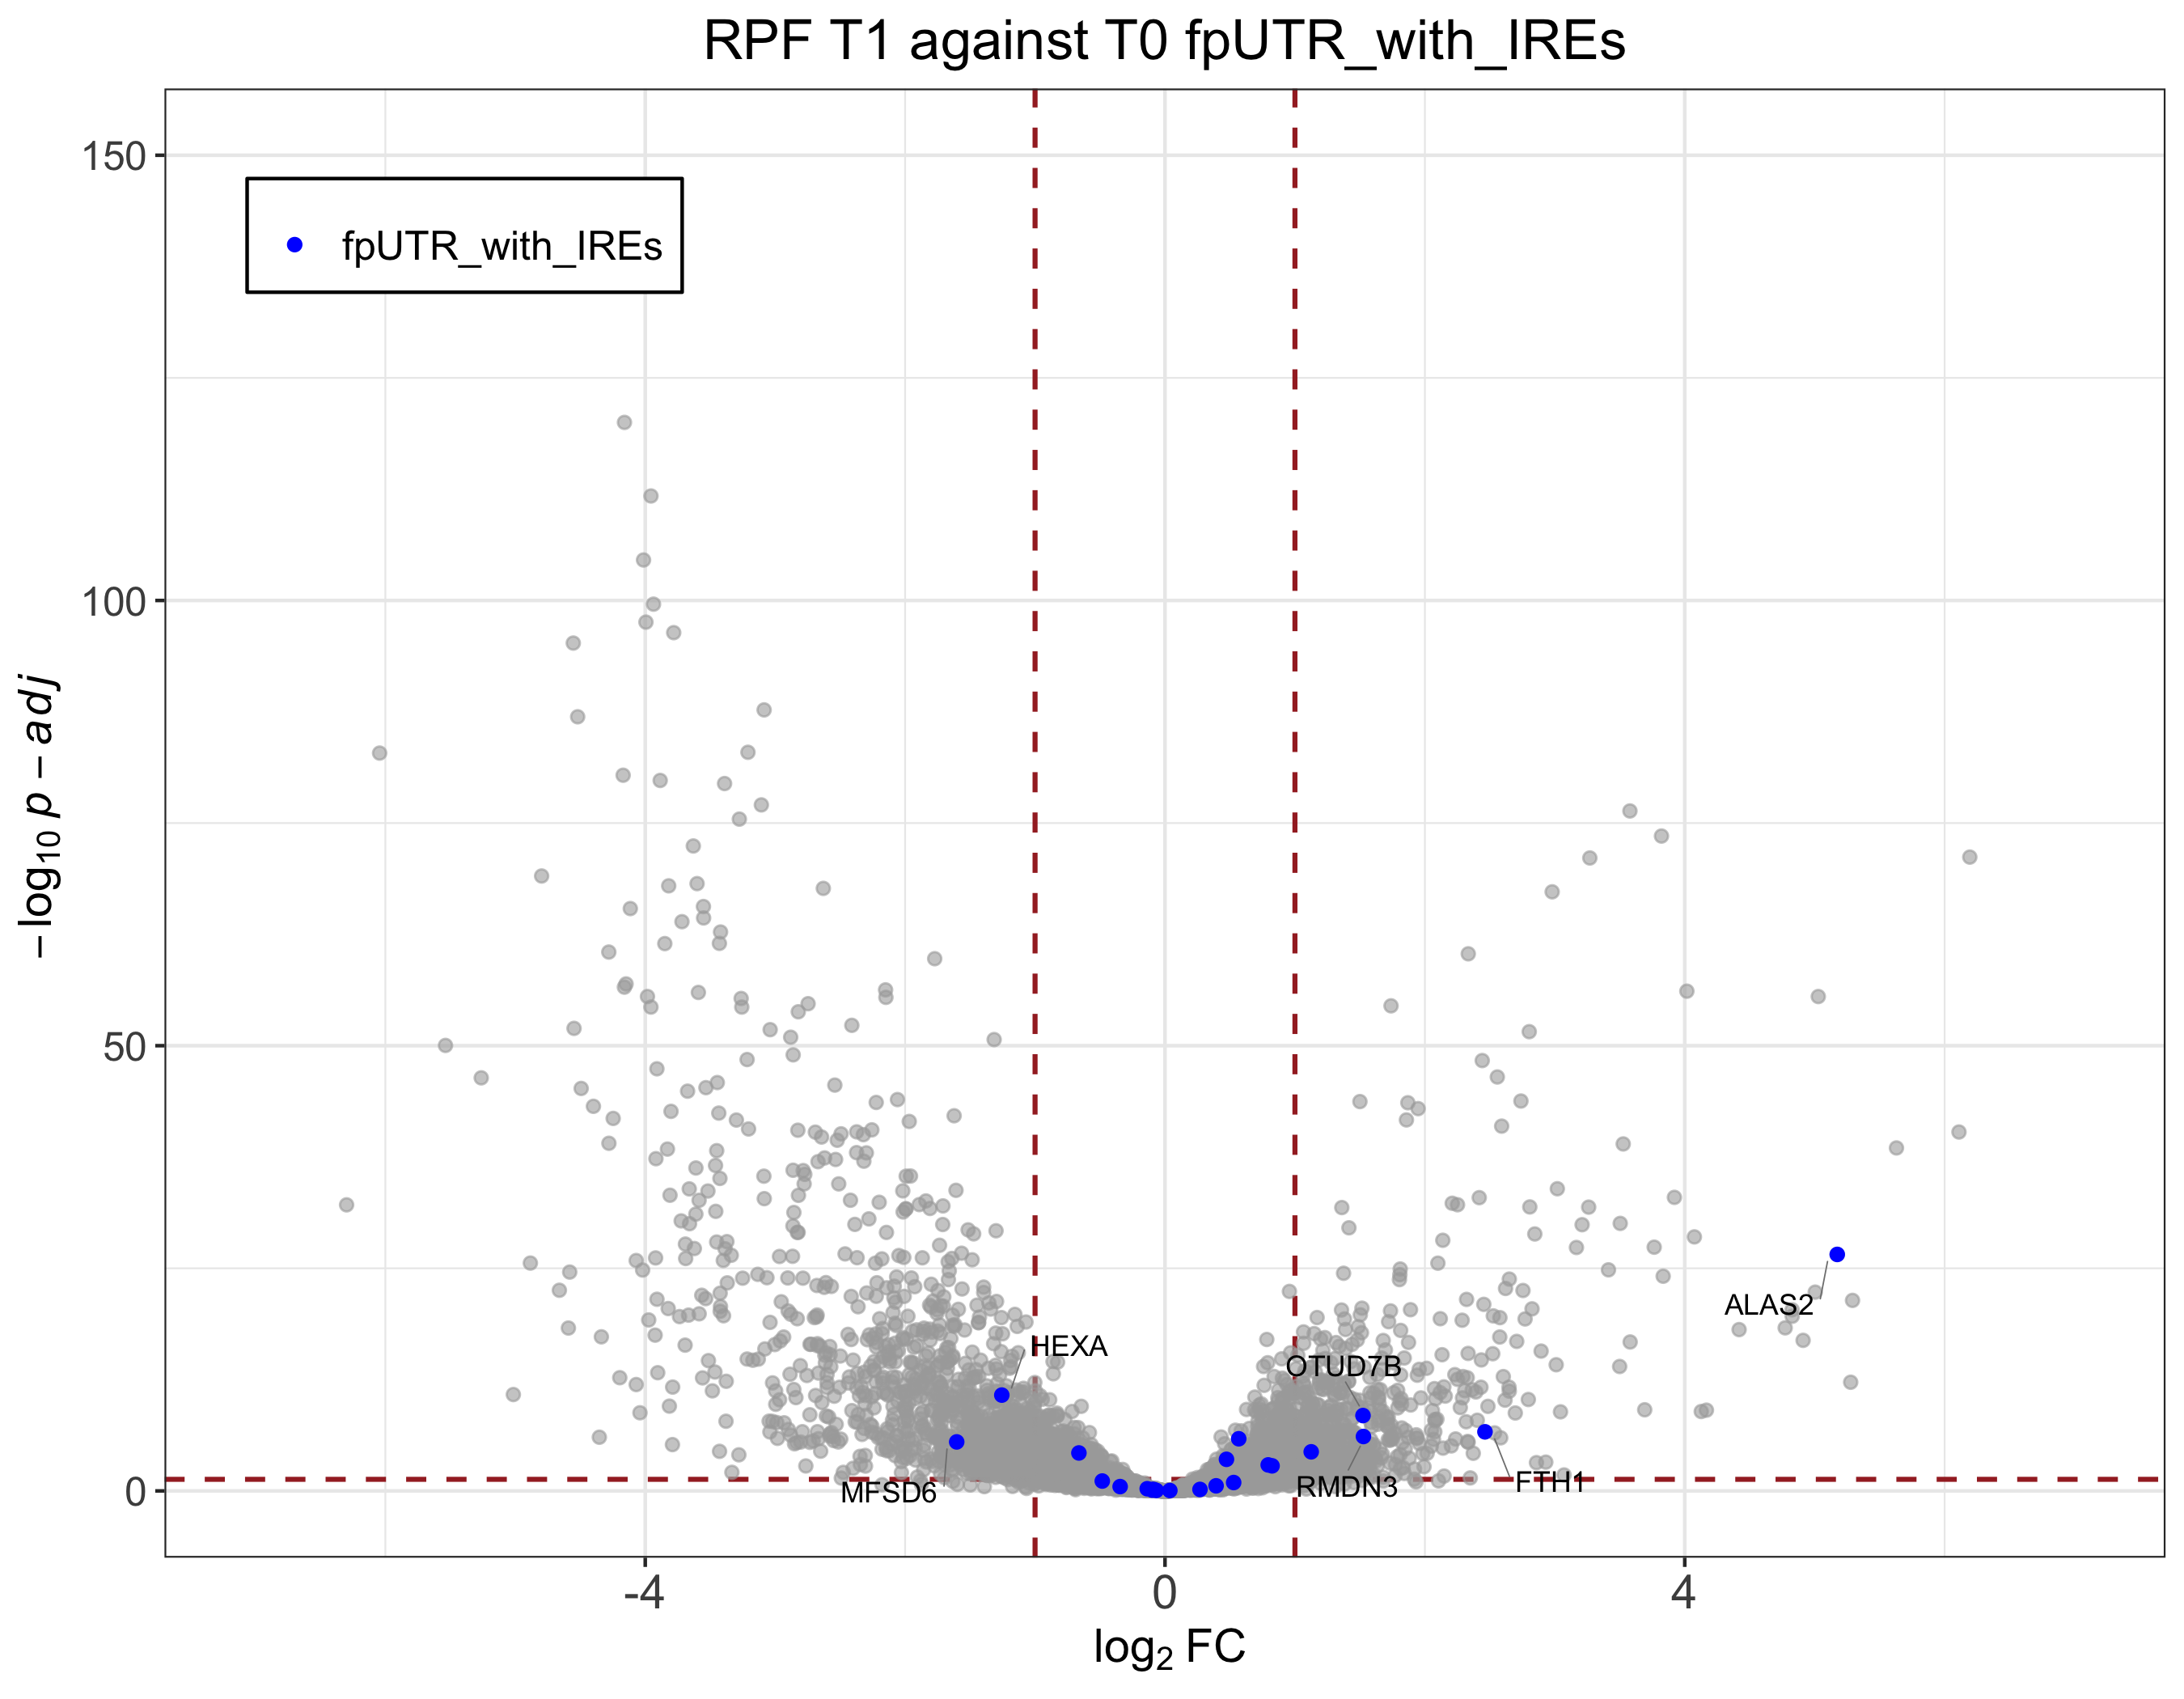 RPF T1 against T0 fpUTR_with_IREs
150
fpUTR_with_IREs
100
−log10 p − adj
50
ALAS2
HEXA
OTUD7B
MFSD6
RMDN3
FTH1
0
-4
0
4
log2 FC